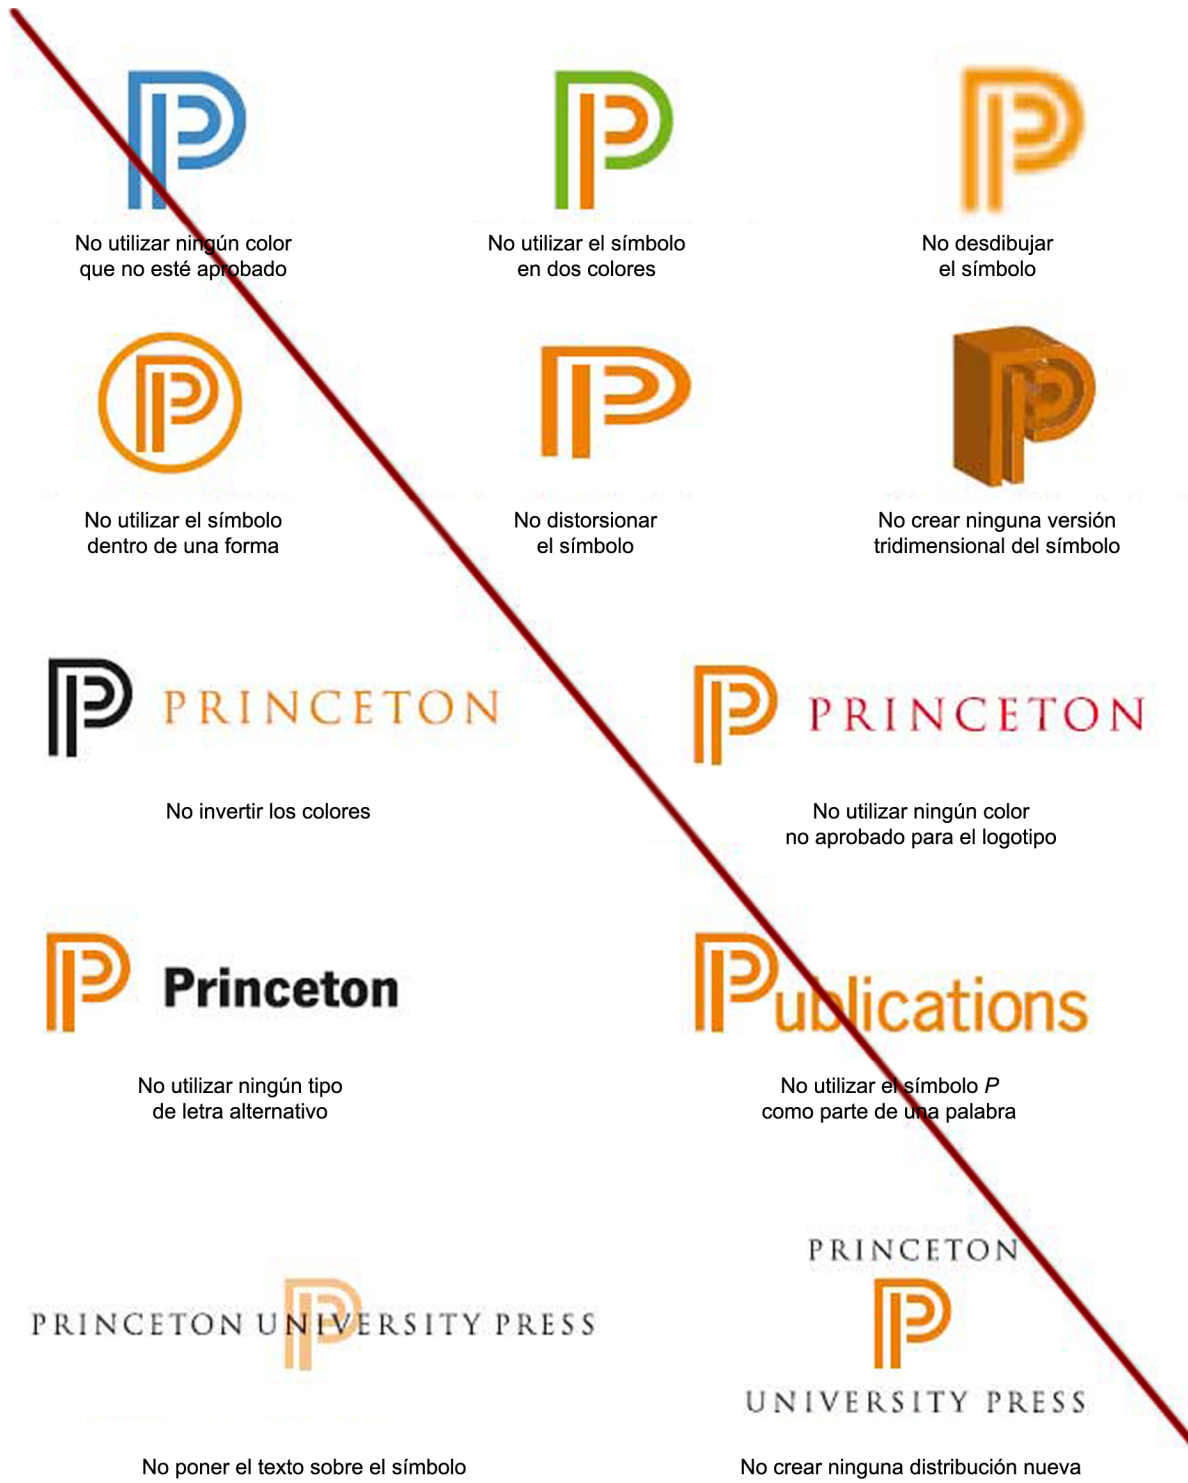 No utilizar ningún color
que no esté aprobado
No utilizar el símbolo
en dos colores
No desdibujar
el símbolo
No utilizar el símbolo
dentro de una forma
No distorsionar
el símbolo
No crear ninguna versión
tridimensional del símbolo
PRINCETON
No invertir los colores
PRINCETON
No utilizar ningún color
no aprobado para el logotipo
Princeton
No utilizar ningún tipo
de letra alternativo
Publications
No utilizar el símbolo P
como parte de una palabra
PRINCETON UNIVERSITY PRESS
No poner el texto sobre el símbolo
PRINCETON
UNIVERSITY PRESS
No crear ninguna distribución nueva